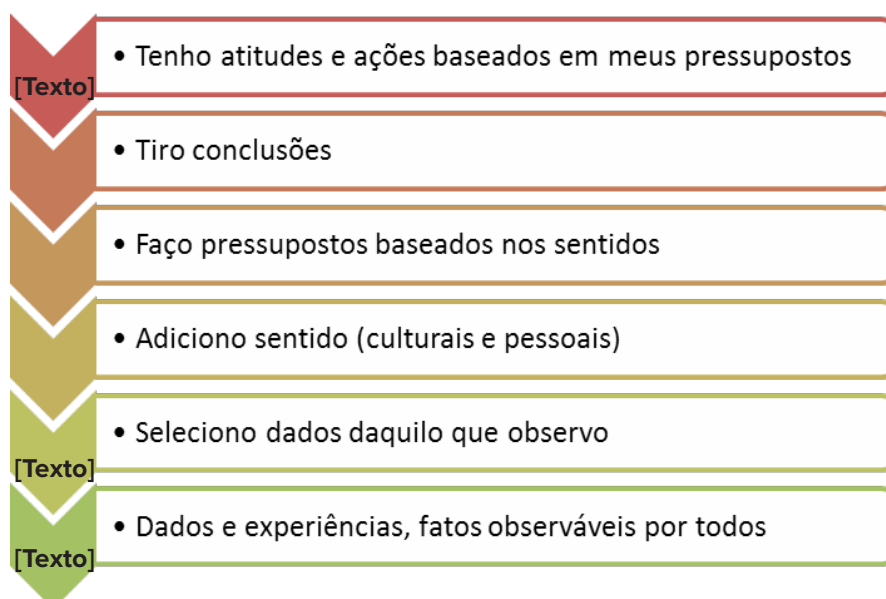 • Tenho atitudes e ações baseados em meus pressupostos
[Texto]
• Tiro conclusões
• Faço pressupostos baseados nos sentidos
• Adiciono sentido (culturais e pessoais)
• Seleciono dados daquilo que observo
[Texto]
• Dados e experiências, fatos observáveis por todos
[Texto]